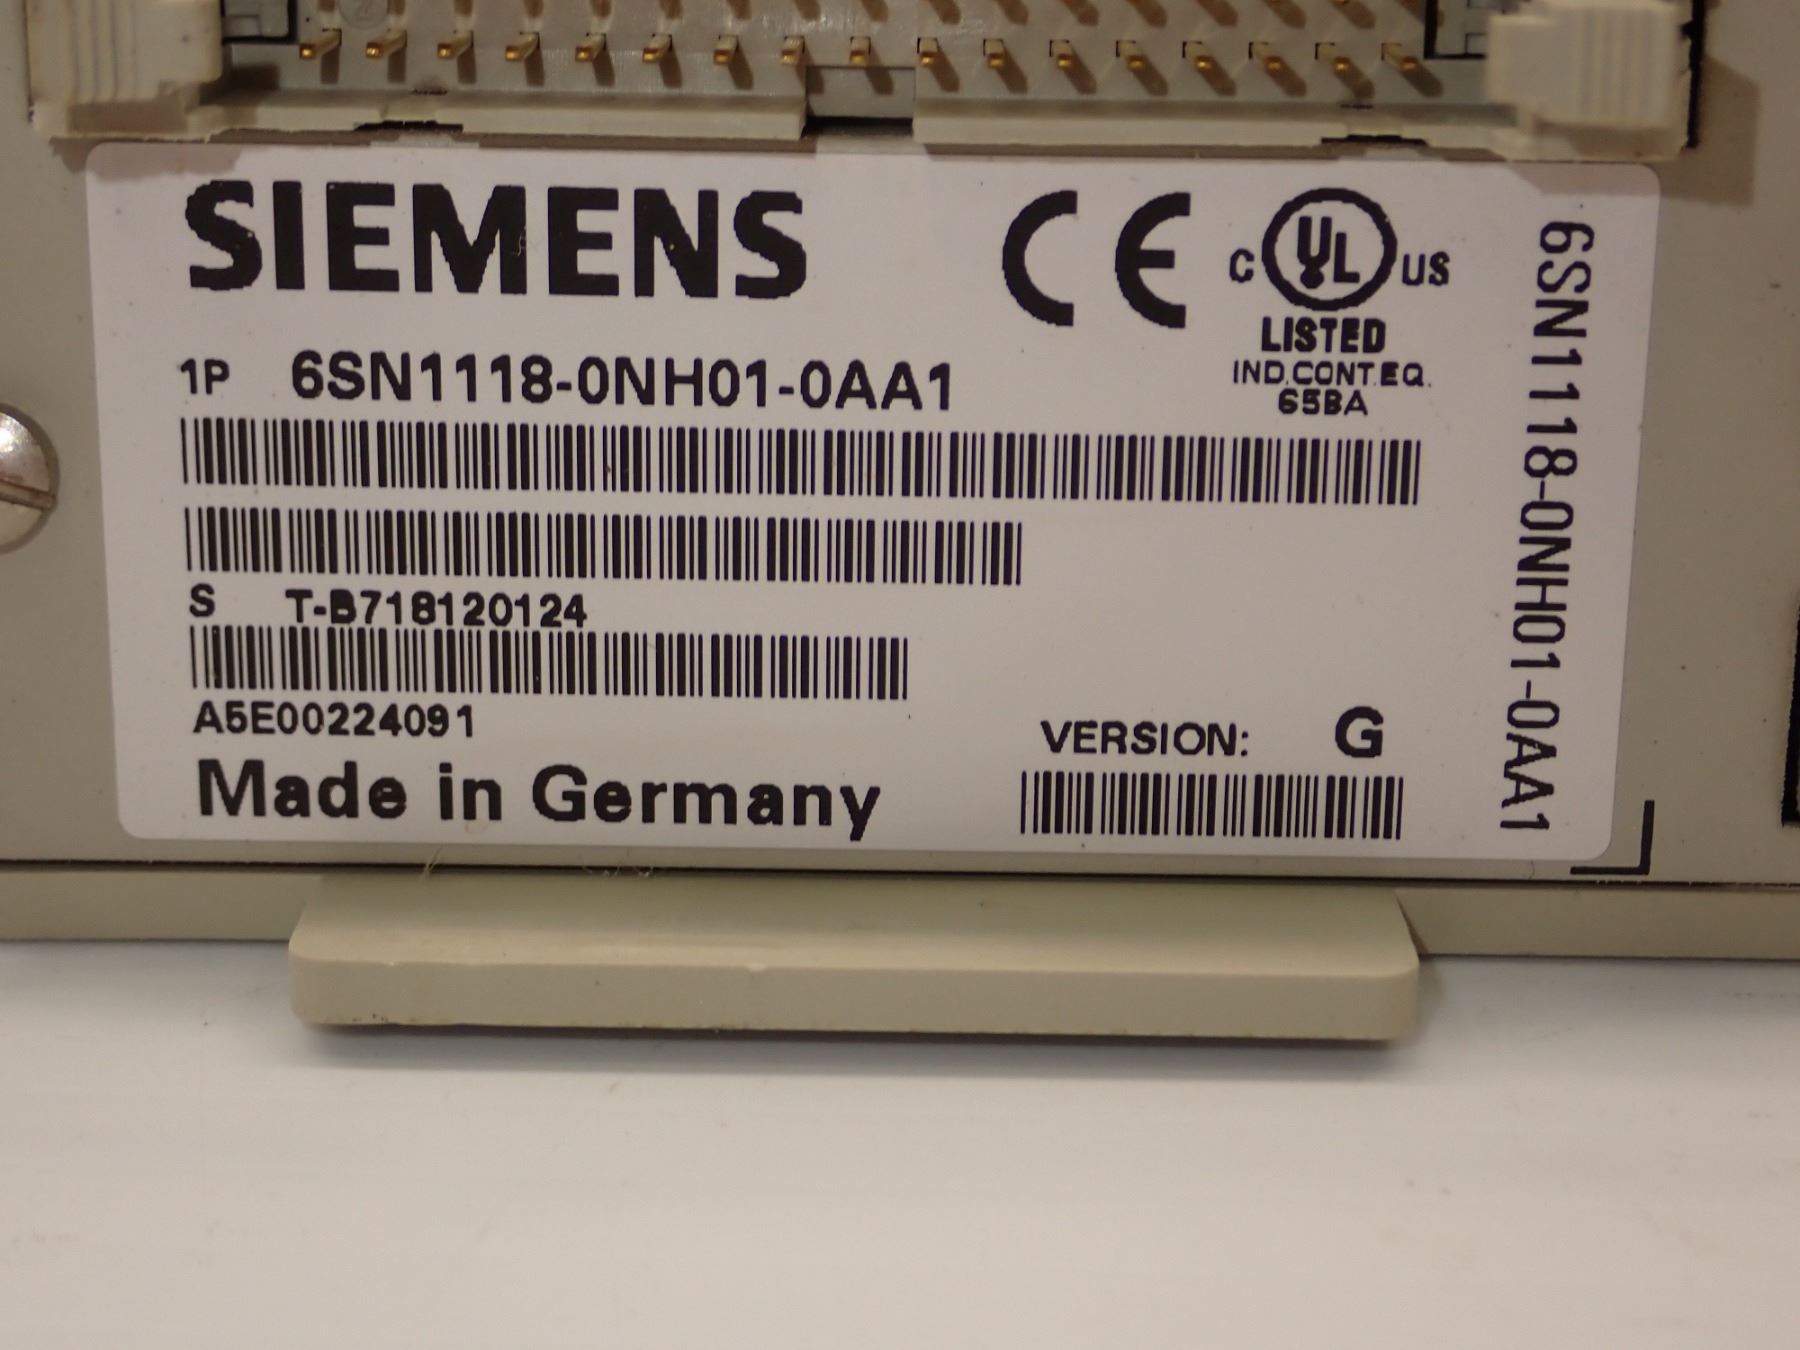 SIEMENS
CE
C UL US
LISTED
IND.CONT.EQ.
65BA
1P 6SN1118-0NH01-0AA1
S T-B718120124
A5E00224091
VERSION: G
Made in Germany
6SN1118-0NH01-0AA1